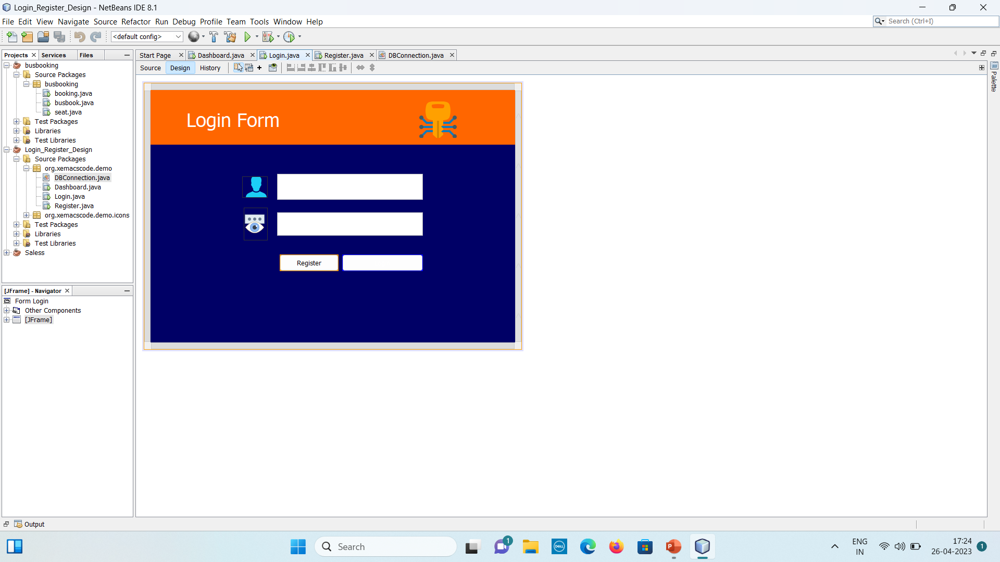 Login_Register_Design - NetBeans IDE 8.1
File Edit View Navigate Source Refactor Run Debug Profile Team Tools Window Help
Search (Ctrl+I)
<default config>
Projects Services Files
Start Page Dashboard.java Login.java Register.java DBConnection.java
Source Design History
Palette
busbooking
Source Packages
busbooking
booking.java
busbook.java
seat.java
Test Packages
Libraries
Test Libraries
Login_Register_Design
Source Packages
org.xemacscode.demo
DBConnection.java
Dashboard.java
Login.java
Register.java
org.xemacscode.demo.icons
Test Packages
Libraries
Test Libraries
Saless
Login Form
Register
[JFrame] - Navigator
Form Login
Other Components
[JFrame]
Output
Search
1
DELL
P
ENG
IN
17:24
26-04-2023
1